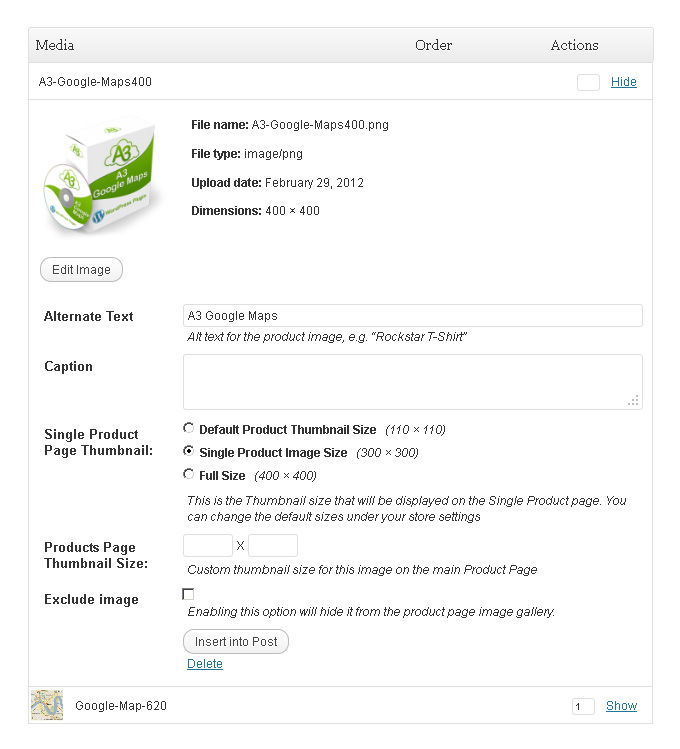 Media Order Actions
A3-Google-Maps400 Hide
A3
A3
Google Maps
A3
WordPress Plugin
File name: A3-Google-Maps400.png
File type: image/png
Upload date: February 29, 2012
Dimensions: 400 × 400
Edit Image
Alternate Text A3 Google Maps
Alt text for the product image, e.g. “Rockstar T-Shirt”
Caption
Single Product
Page Thumbnail:
Default Product Thumbnail Size (110 × 110)
Single Product Image Size (300 × 300)
Full Size (400 × 400)
This is the Thumbnail size that will be displayed on the Single Product page. You
can change the default sizes under your store settings
Products Page
Thumbnail Size:
X
Custom thumbnail size for this image on the main Product Page
Exclude image
Enabling this option will hide it from the product page image gallery.
Insert into Post
Delete
Google-Map-620 1 Show